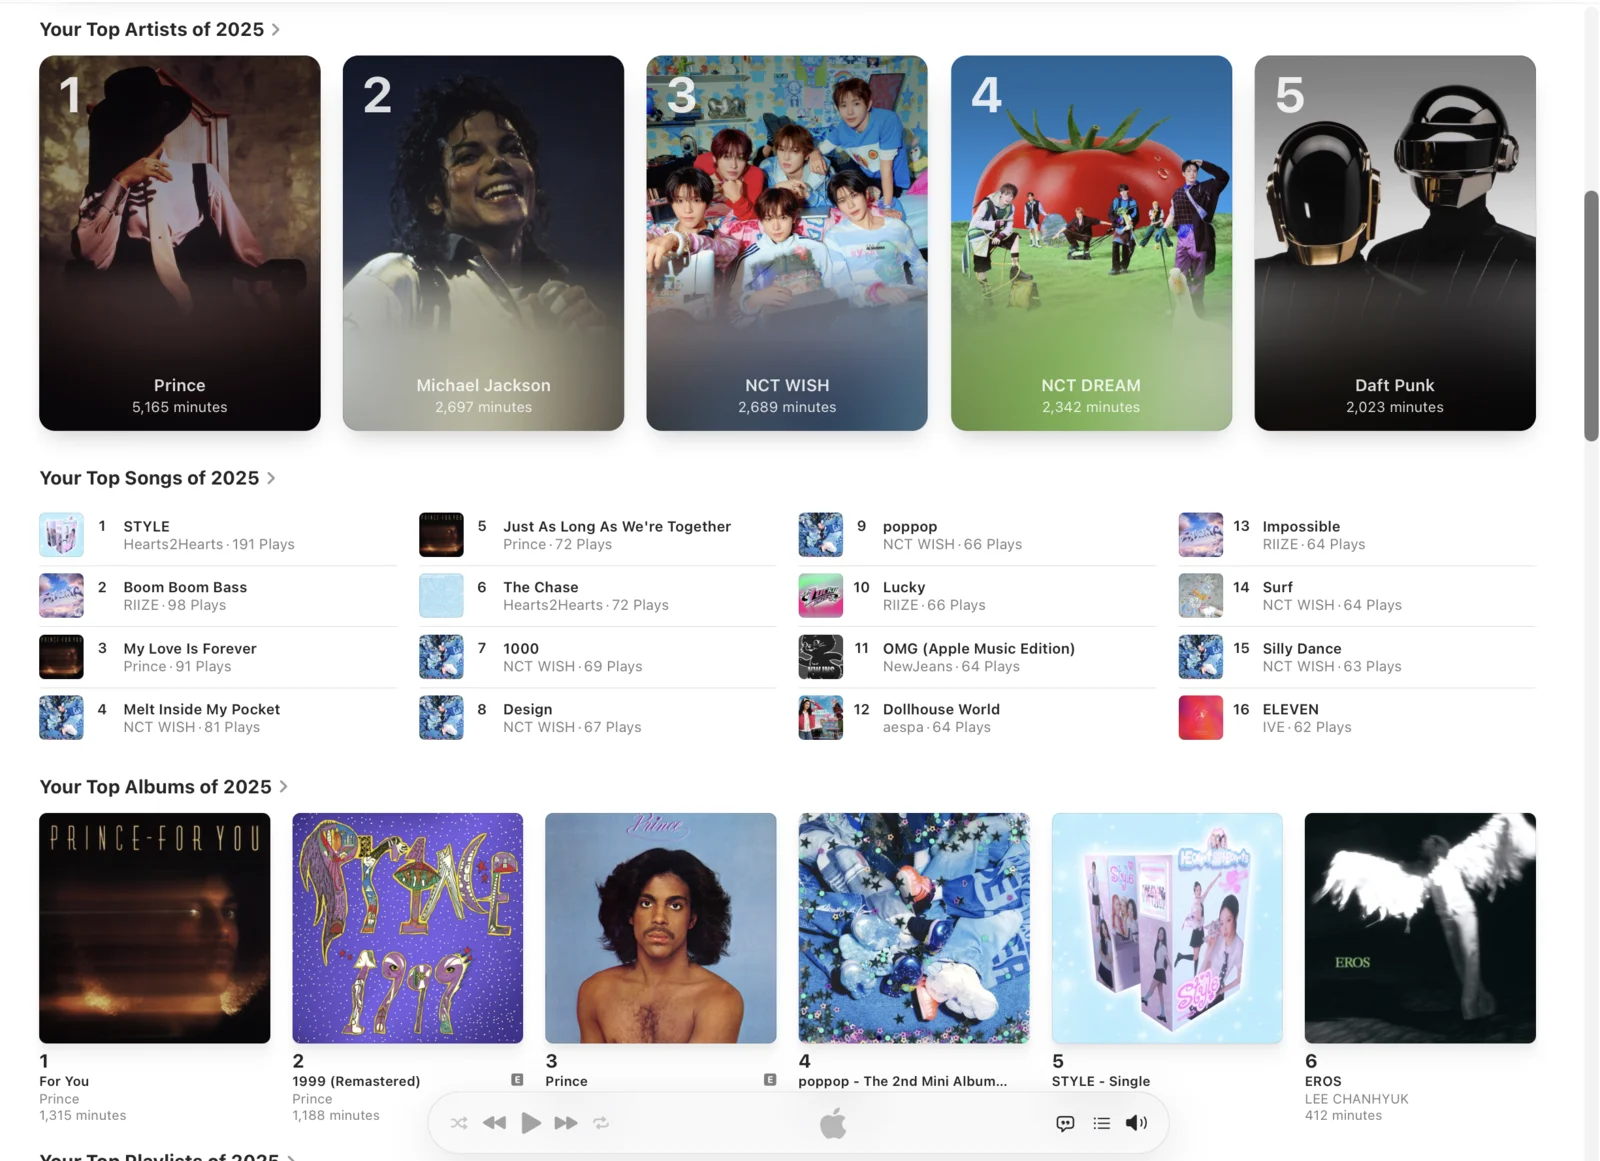 Your Top Artists of 2025
1
Prince
5,165 minutes
2
Michael Jackson
2,697 minutes
3
NCT WISH
2,689 minutes
4
NCT DREAM
2,342 minutes
5
Daft Punk
2,023 minutes
Your Top Songs of 2025
1 STYLE
Hearts2Hearts · 191 Plays
2 Boom Boom Bass
RIIZE · 98 Plays
3 My Love Is Forever
Prince · 91 Plays
4 Melt Inside My Pocket
NCT WISH · 81 Plays
5 Just As Long As We're Together
Prince · 72 Plays
6 The Chase
Hearts2Hearts · 72 Plays
7 1000
NCT WISH · 69 Plays
8 Design
NCT WISH · 67 Plays
9 poppop
NCT WISH · 66 Plays
10 Lucky
RIIZE · 66 Plays
11 OMG (Apple Music Edition)
NewJeans · 64 Plays
12 Dollhouse World
aespa · 64 Plays
13 Impossible
RIIZE · 64 Plays
14 Surf
NCT WISH · 64 Plays
15 Silly Dance
NCT WISH · 63 Plays
16 ELEVEN
IVE · 62 Plays
Your Top Albums of 2025
PRINCE-FOR YOU
1
For You
Prince
1,315 minutes
PRINCE
1999
2
1999 (Remastered) E
Prince
1,188 minutes
Prince
3
Prince E
4
poppop - The 2nd Mini Album...
Style
Style
5
STYLE - Single
EROS
6
EROS
LEE CHANHYUK
412 minutes
Your Top Playlists of 2025